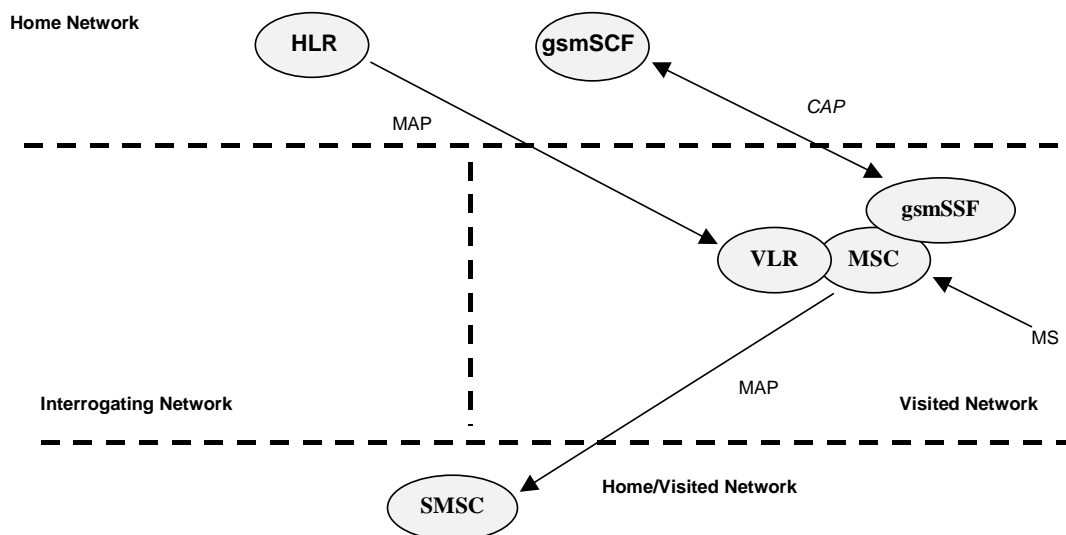 Home Network
HLR
gsmSCF
CAP
MAP
gsmSSF
VLR
MSC
MS
MAP
Interrogating Network
Visited Network
Home/Visited Network
SMSC